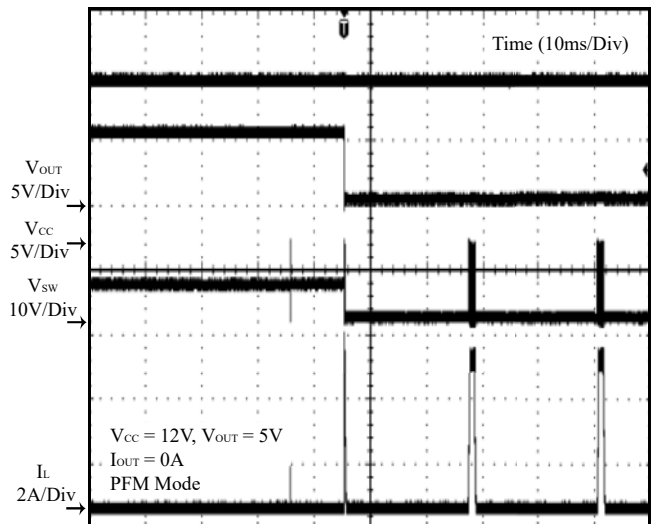 T
Time (10ms/Div)
VOUT
5V/Div
VCC
5V/Div
VSW
10V/Div
VCC = 12V, VOUT = 5V
IOUT = 0A
PFM Mode
IL
2A/Div